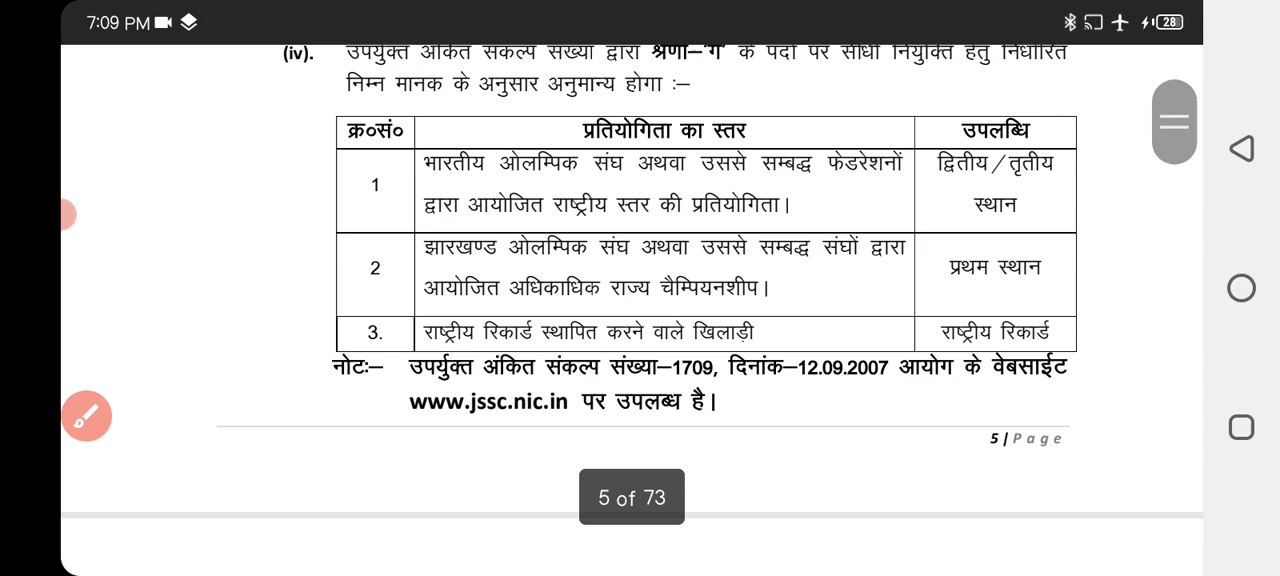 7:09 PM
28
(iv). उपर्युक्त अंकित संकल्प संख्या द्वारा श्रेणी–'ग' के पदों पर सीधी नियुक्ति हेतु निर्धारित
निम्न मानक के अनुसार अनुमान्य होगा :–
क्र०सं० प्रतियोगिता का स्तर उपलब्धि
1 भारतीय ओलम्पिक संघ अथवा उससे सम्बद्ध फेडरेशनों द्वितीय/तृतीय
द्वारा आयोजित राष्ट्रीय स्तर की प्रतियोगिता। स्थान
2 झारखण्ड ओलम्पिक संघ अथवा उससे सम्बद्ध संघों द्वारा प्रथम स्थान
आयोजित अधिकाधिक राज्य चैम्पियनशीप।
3. राष्ट्रीय रिकार्ड स्थापित करने वाले खिलाड़ी राष्ट्रीय रिकार्ड
नोटः– उपर्युक्त अंकित संकल्प संख्या–1709, दिनांक–12.09.2007 आयोग के वेबसाईट
www.jssc.nic.in पर उपलब्ध है।
5 | Page
5 of 73